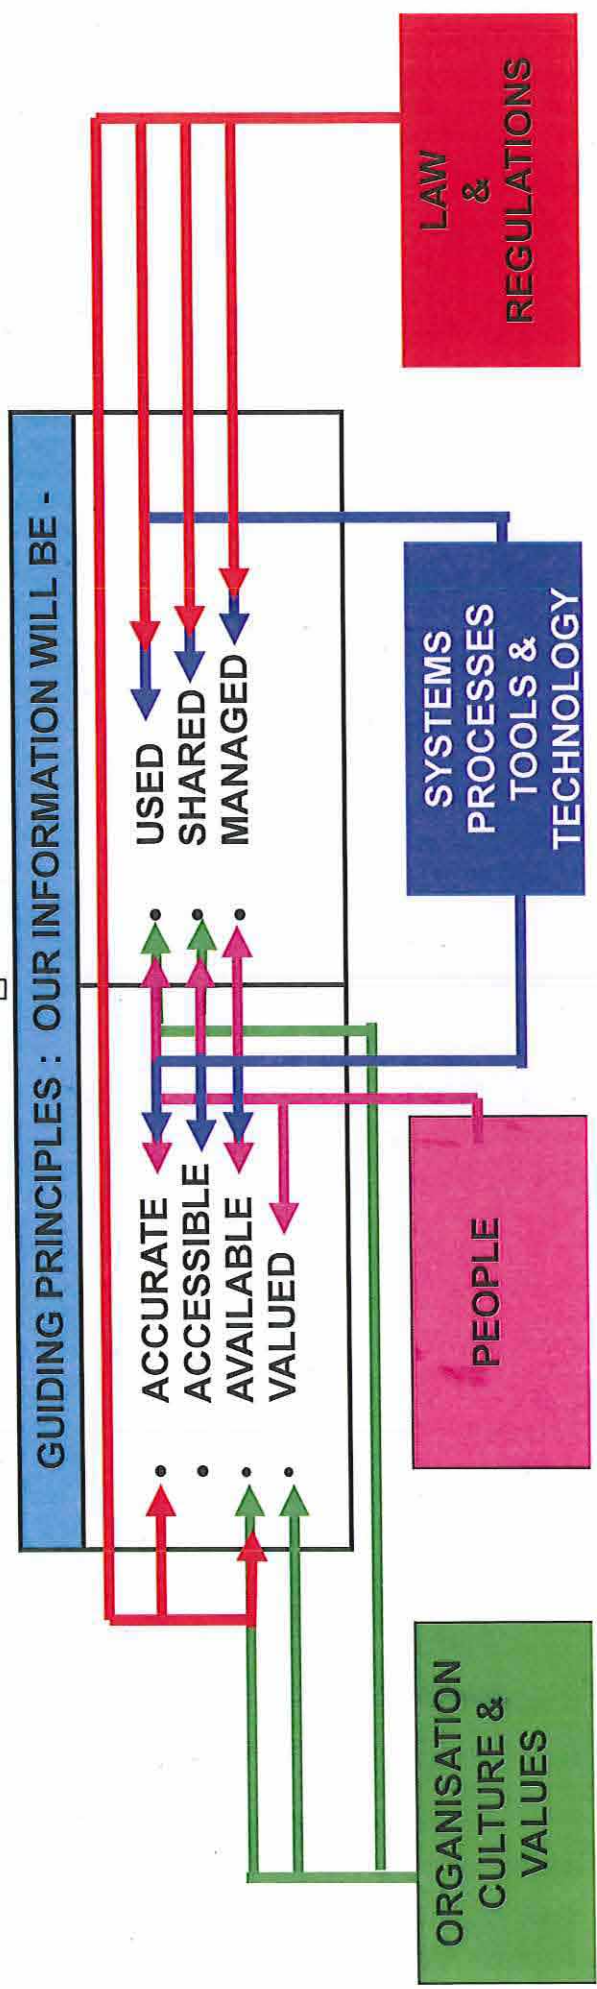 GUIDING PRINCIPLES : OUR INFORMATION WILL BE -
• ACCURATE
• ACCESSIBLE
• AVAILABLE
• VALUED
• USED
• SHARED
• MANAGED
ORGANISATION
CULTURE &
VALUES
PEOPLE
SYSTEMS
PROCESSES
TOOLS &
TECHNOLOGY
LAW
&
REGULATIONS